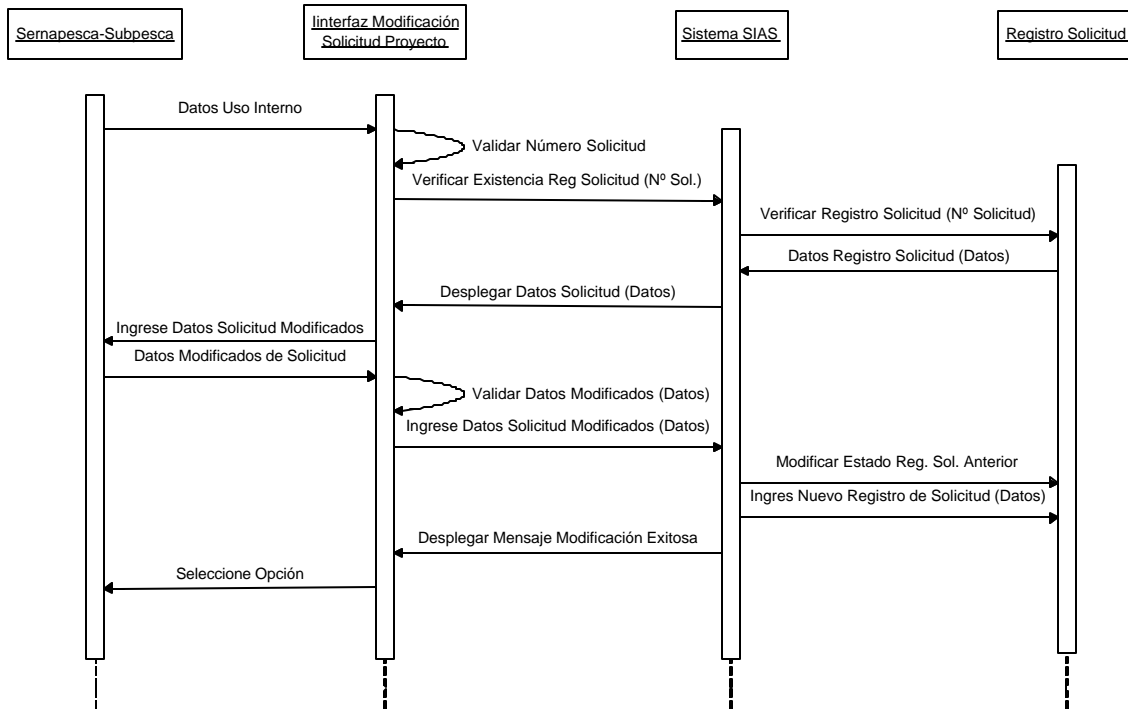 Sernapesca-Subpesca
Iinterfaz Modificación
Solicitud Proyecto
Sistema SIAS
Registro Solicitud
Datos Uso Interno
Validar Número Solicitud
Verificar Existencia Reg Solicitud (Nº Sol.)
Verificar Registro Solicitud (Nº Solicitud)
Datos Registro Solicitud (Datos)
Desplegar Datos Solicitud (Datos)
Ingrese Datos Solicitud Modificados
Datos Modificados de Solicitud
Validar Datos Modificados (Datos)
Ingrese Datos Solicitud Modificados (Datos)
Modificar Estado Reg. Sol. Anterior
Ingres Nuevo Registro de Solicitud (Datos)
Desplegar Mensaje Modificación Exitosa
Seleccione Opción